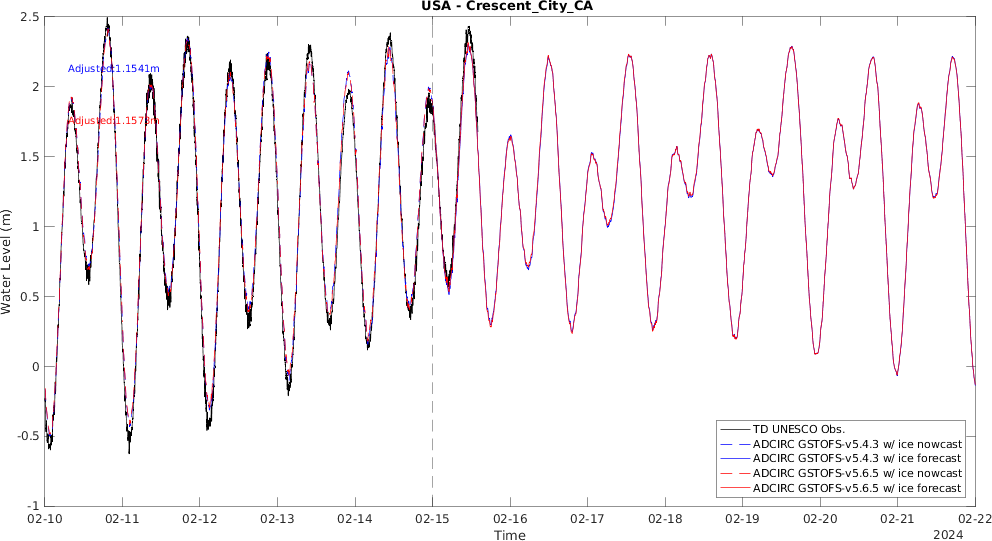 USA - Crescent_City_CA
2.5
2
1.5
1
0.5
0
-0.5
-1
Water Level (m)
Adjusted:1.1541m
Adjusted:1.1573m
TD UNESCO Obs.
ADCIRC GSTOFS-v5.4.3 w/ ice nowcast
ADCIRC GSTOFS-v5.4.3 w/ ice forecast
ADCIRC GSTOFS-v5.6.5 w/ ice nowcast
ADCIRC GSTOFS-v5.6.5 w/ ice forecast
02-10 02-11 02-12 02-13 02-14 02-15 02-16 02-17 02-18 02-19 02-20 02-21 02-22
Time
2024